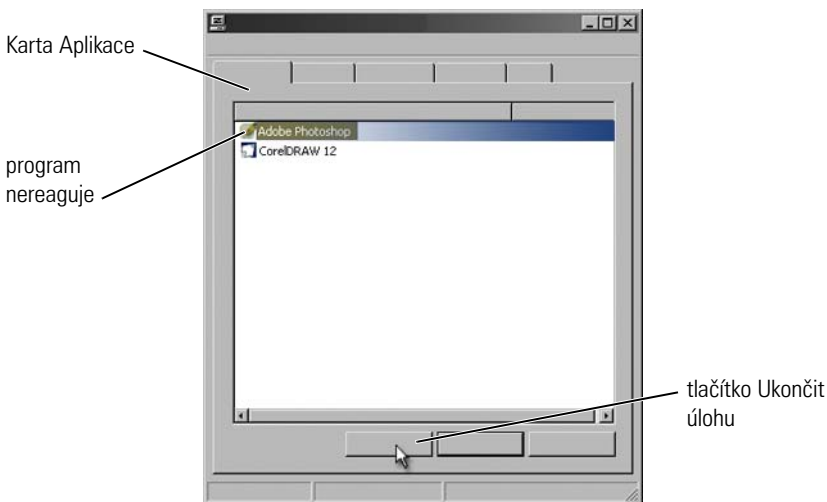 Karta Aplikace
Adobe Photoshop
CorelDRAW 12
program
nereaguje
tlačítko Ukončit
úlohu